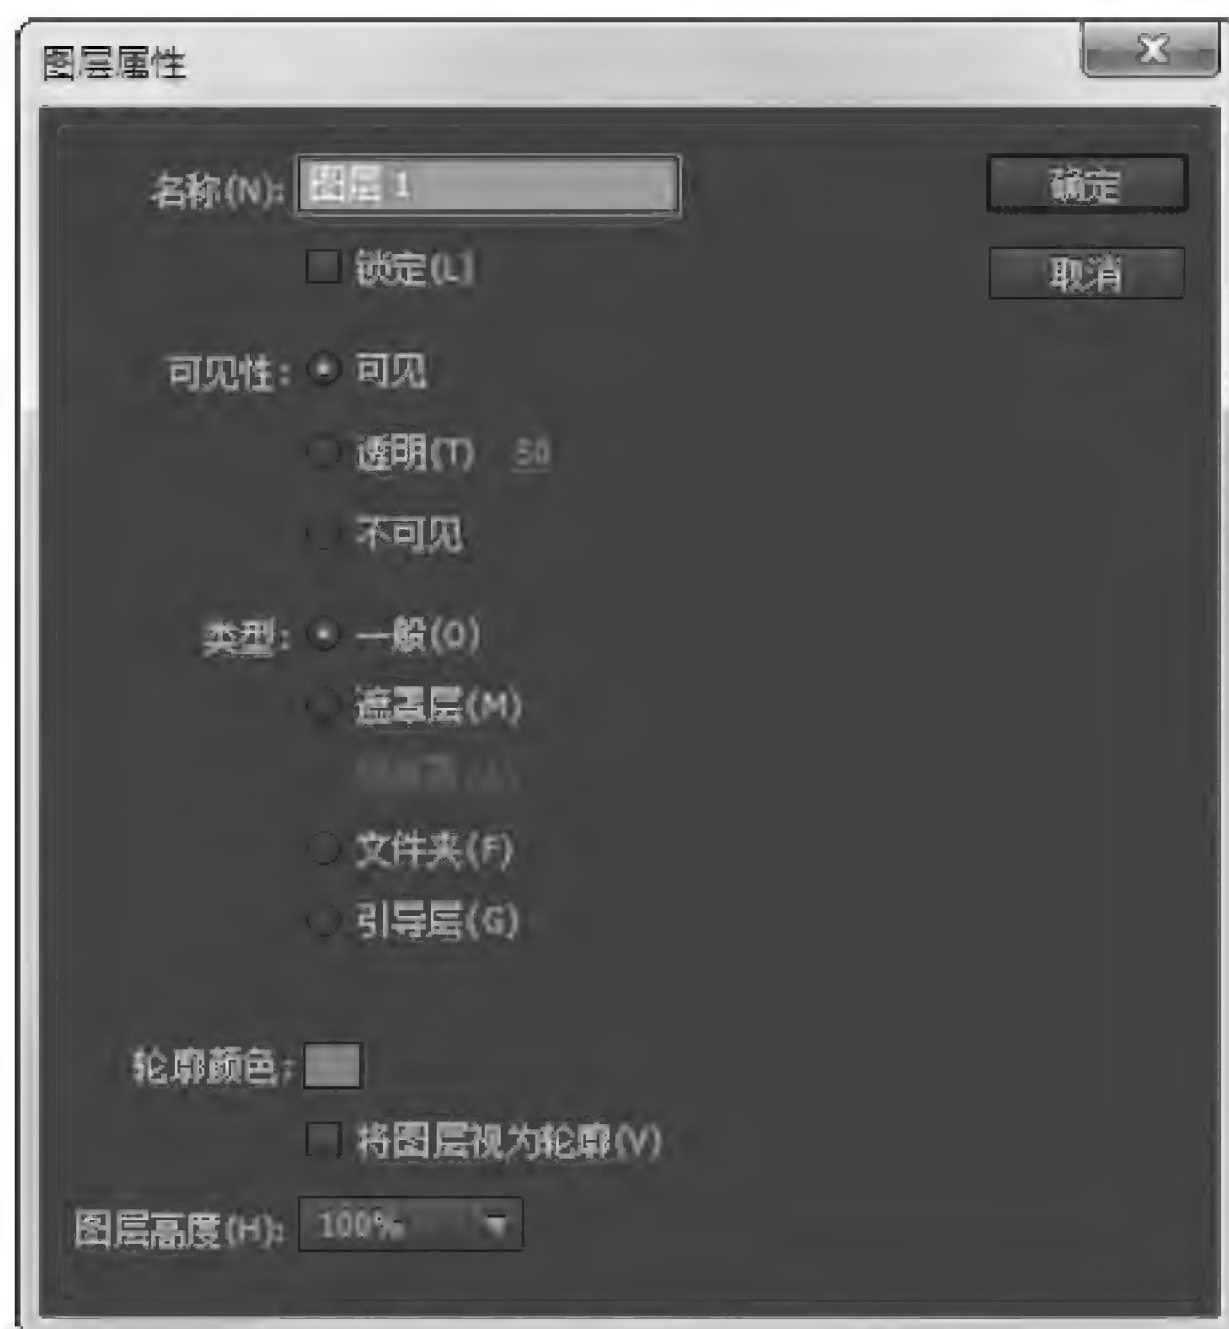 图层属性
名称(N): 图层 1
确定
锁定(L)
取消
可见性: 可见
透明(T) 50
不可见
类型: 一般(O)
遮罩层(M)
文件夹(F)
引导层(G)
轮廓颜色:
将图层视为轮廓(V)
图层高度(H): 100%